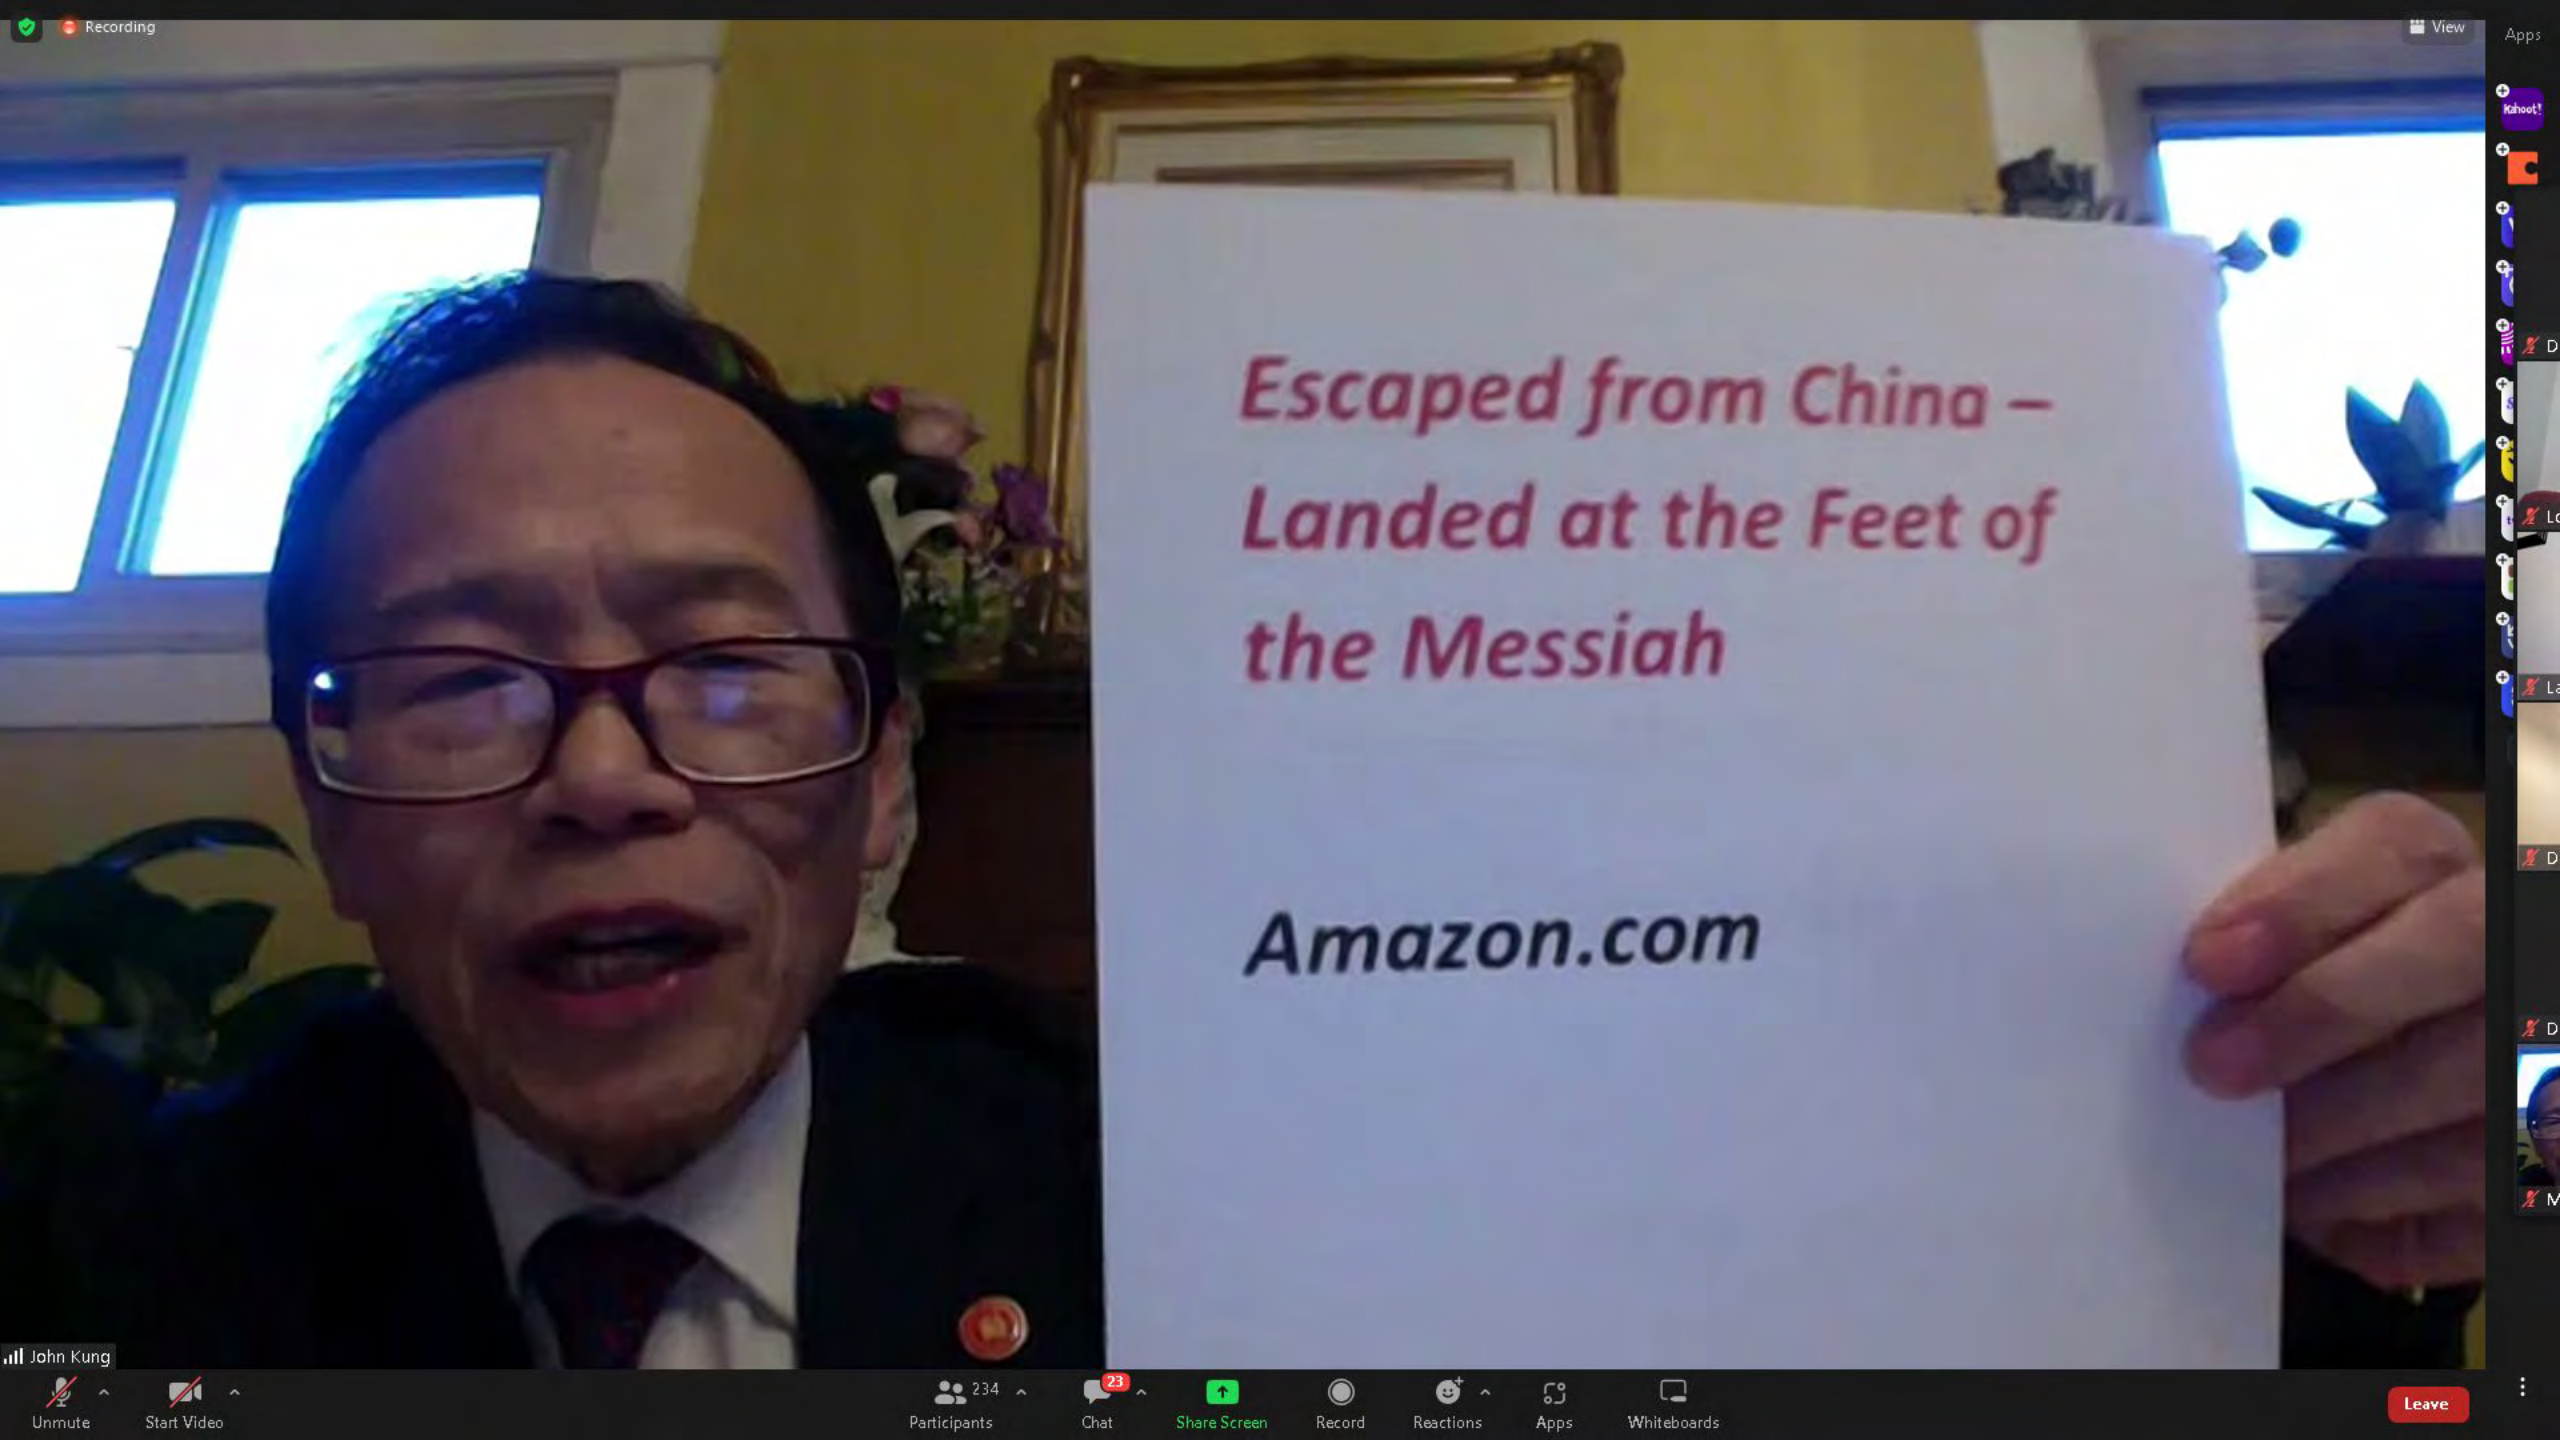 Recording
View
Apps
Kahoot!
Escaped from China –
Landed at the Feet of
the Messiah
Amazon.com
John Kung
Unmute
Start Video
234
Participants
23
Chat
Share Screen
Record
Reactions
Apps
Whiteboards
Leave